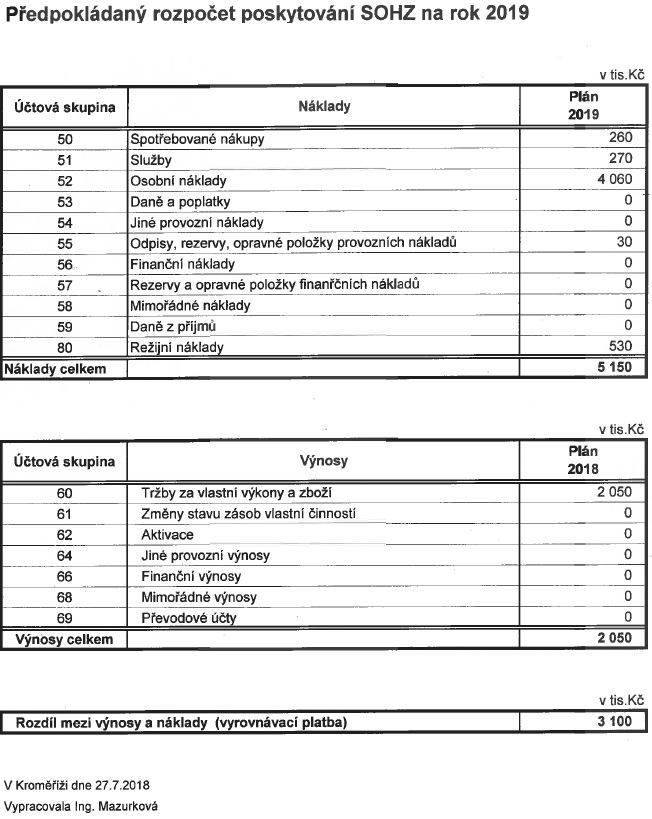 Předpokládaný rozpočet poskytování SOHZ na rok 2019
v tis.Kč
Účtová skupina Náklady Plán 2019
50 Spotřebované nákupy 260
51 Služby 270
52 Osobní náklady 4 060
53 Daně a poplatky 0
54 Jiné provozní náklady 0
55 Odpisy, rezervy, opravné položky provozních nákladů 30
56 Finanční náklady 0
57 Rezervy a opravné položky finanřčních nákladů 0
58 Mimořádné náklady 0
59 Daně z příjmů 0
80 Režijní náklady 530
Náklady celkem 5 150
v tis.Kč
Účtová skupina Výnosy Plán 2018
60 Tržby za vlastní výkony a zboží 2 050
61 Změny stavu zásob vlastní činností 0
62 Aktivace 0
64 Jiné provozní výnosy 0
66 Finanční výnosy 0
68 Mimořádné výnosy 0
69 Převodové účty 0
Výnosy celkem 2 050
v tis.Kč
Rozdíl mezi výnosy a náklady (vyrovnávací platba) 3 100
V Kroměříži dne 27.7.2018
Vypracovala Ing. Mazurková